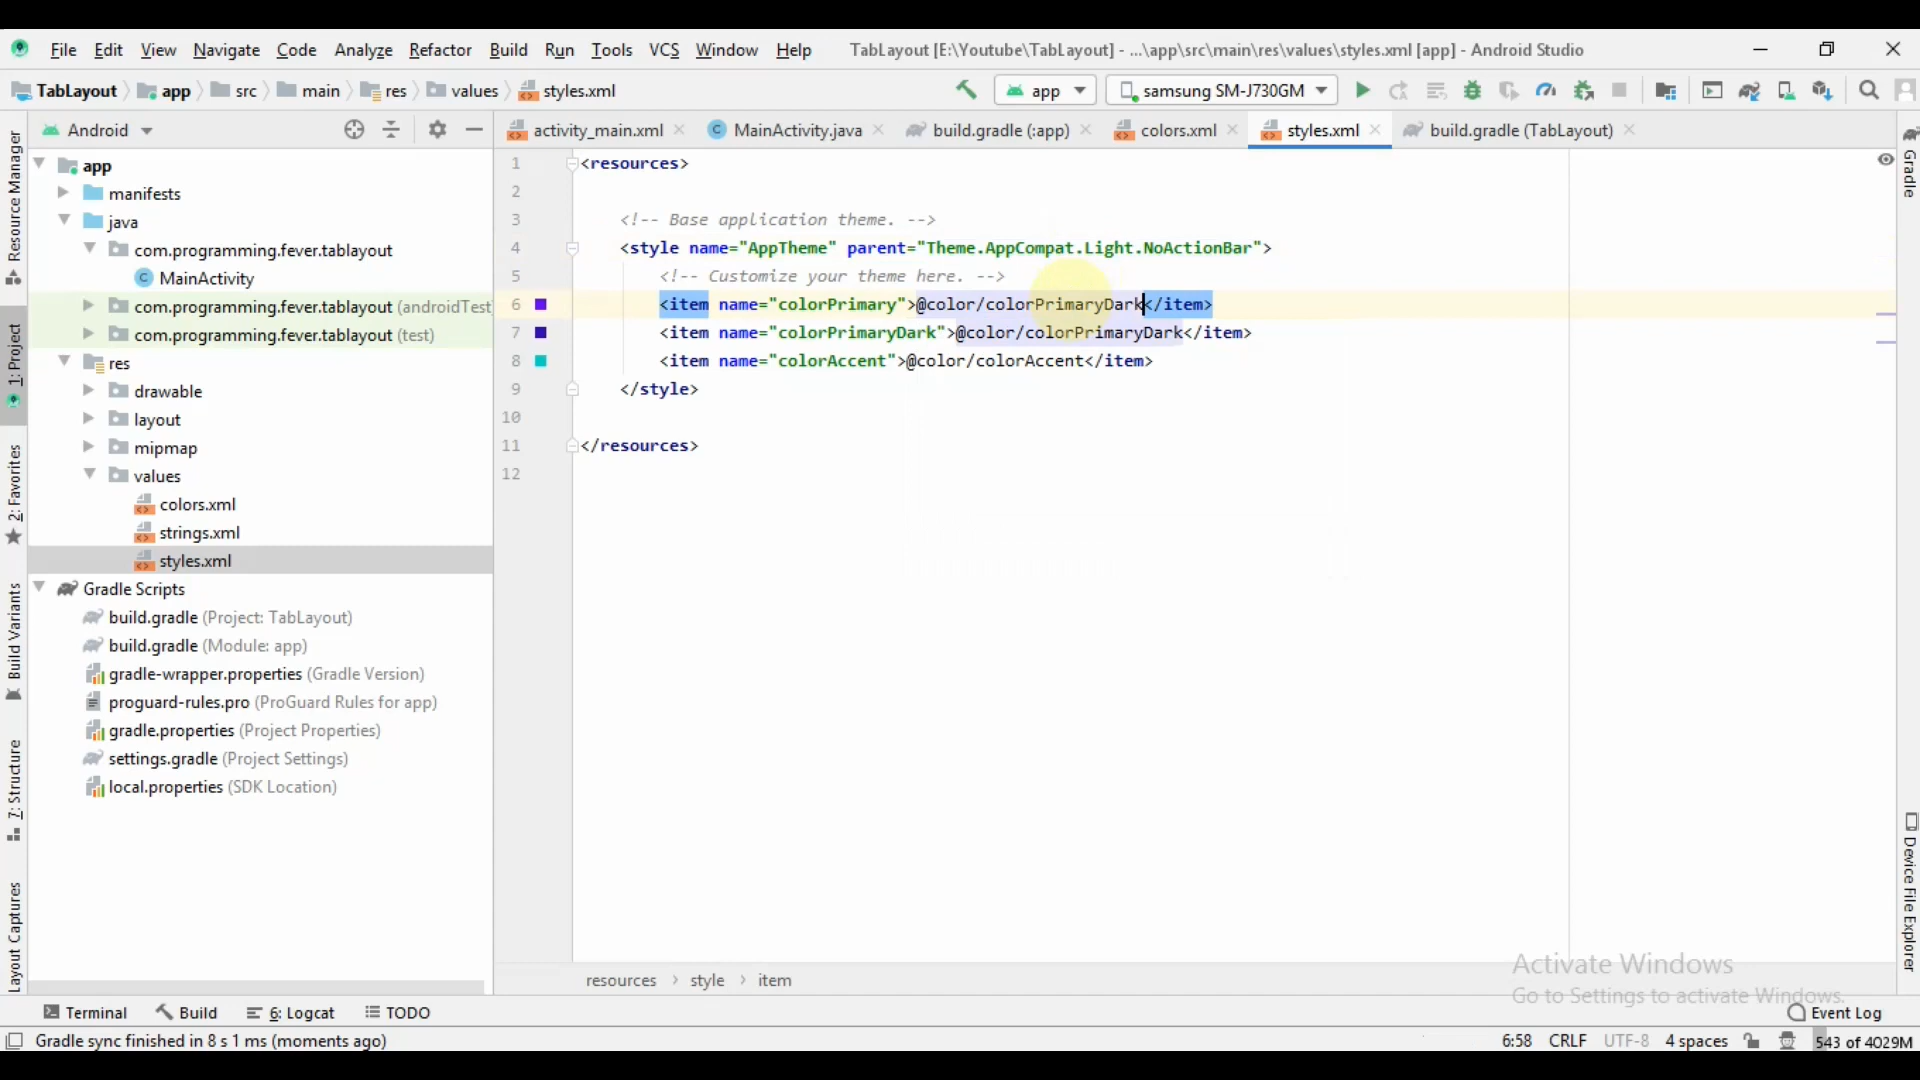 File Edit View Navigate Code Analyze Refactor Build Run Tools VCS Window Help TabLayout [E:\Youtube\TabLayout] - ...\app\src\main\res\values\styles.xml [app] - Android Studio
TabLayout app src main res values styles.xml app samsung SM-J730GM
Android
activity_main.xml MainActivity.java build.gradle (:app) colors.xml styles.xml build.gradle (TabLayout)
Resource Manager
1: Project
2: Favorites
Build Variants
7: Structure
Layout Captures
app
manifests
java
com.programming.fever.tablayout
MainActivity
com.programming.fever.tablayout (androidTest
com.programming.fever.tablayout (test)
res
drawable
layout
mipmap
values
colors.xml
strings.xml
styles.xml
Gradle Scripts
build.gradle (Project: TabLayout)
build.gradle (Module: app)
gradle-wrapper.properties (Gradle Version)
proguard-rules.pro (ProGuard Rules for app)
gradle.properties (Project Properties)
settings.gradle (Project Settings)
local.properties (SDK Location)
1 <resources>
2
3 <!-- Base application theme. -->
4 <style name="AppTheme" parent="Theme.AppCompat.Light.NoActionBar">
5 <!-- Customize your theme here. -->
6 <item name="colorPrimary">@color/colorPrimaryDark</item>
7 <item name="colorPrimaryDark">@color/colorPrimaryDark</item>
8 <item name="colorAccent">@color/colorAccent</item>
9 </style>
10
11 </resources>
12
Gradle
Device File Explorer
Activate Windows
Go to Settings to activate Windows.
resources › style › item
Terminal Build 6: Logcat TODO Event Log
Gradle sync finished in 8 s 1 ms (moments ago) 6:58 CRLF UTF-8 4 spaces 543 of 4029M